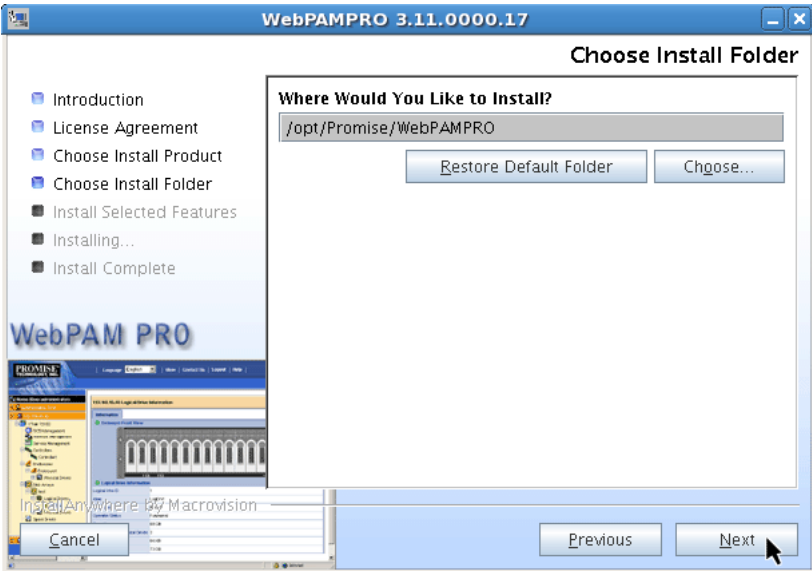 WebPAMPRO 3.11.0000.17
Choose Install Folder
Introduction
License Agreement
Choose Install Product
Choose Install Folder
Install Selected Features
Installing...
Install Complete
Where Would You Like to Install?
/opt/Promise/WebPAMPRO
Restore Default Folder
Choose...
WebPAM PRO
PROMISE
InstallAnywhere by Macrovision
Cancel
Previous
Next